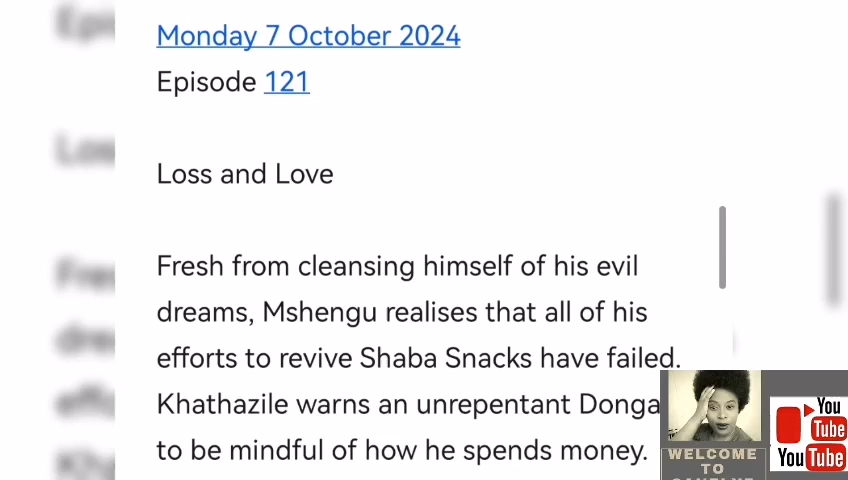 Monday 7 October 2024
Episode 121
Loss and Love
Fresh from cleansing himself of his evil
dreams, Mshengu realises that all of his
efforts to revive Shaba Snacks have failed.
Khathazile warns an unrepentant Donga
to be mindful of how he spends money.
You
Tube
YouTube
WELCOME
TO